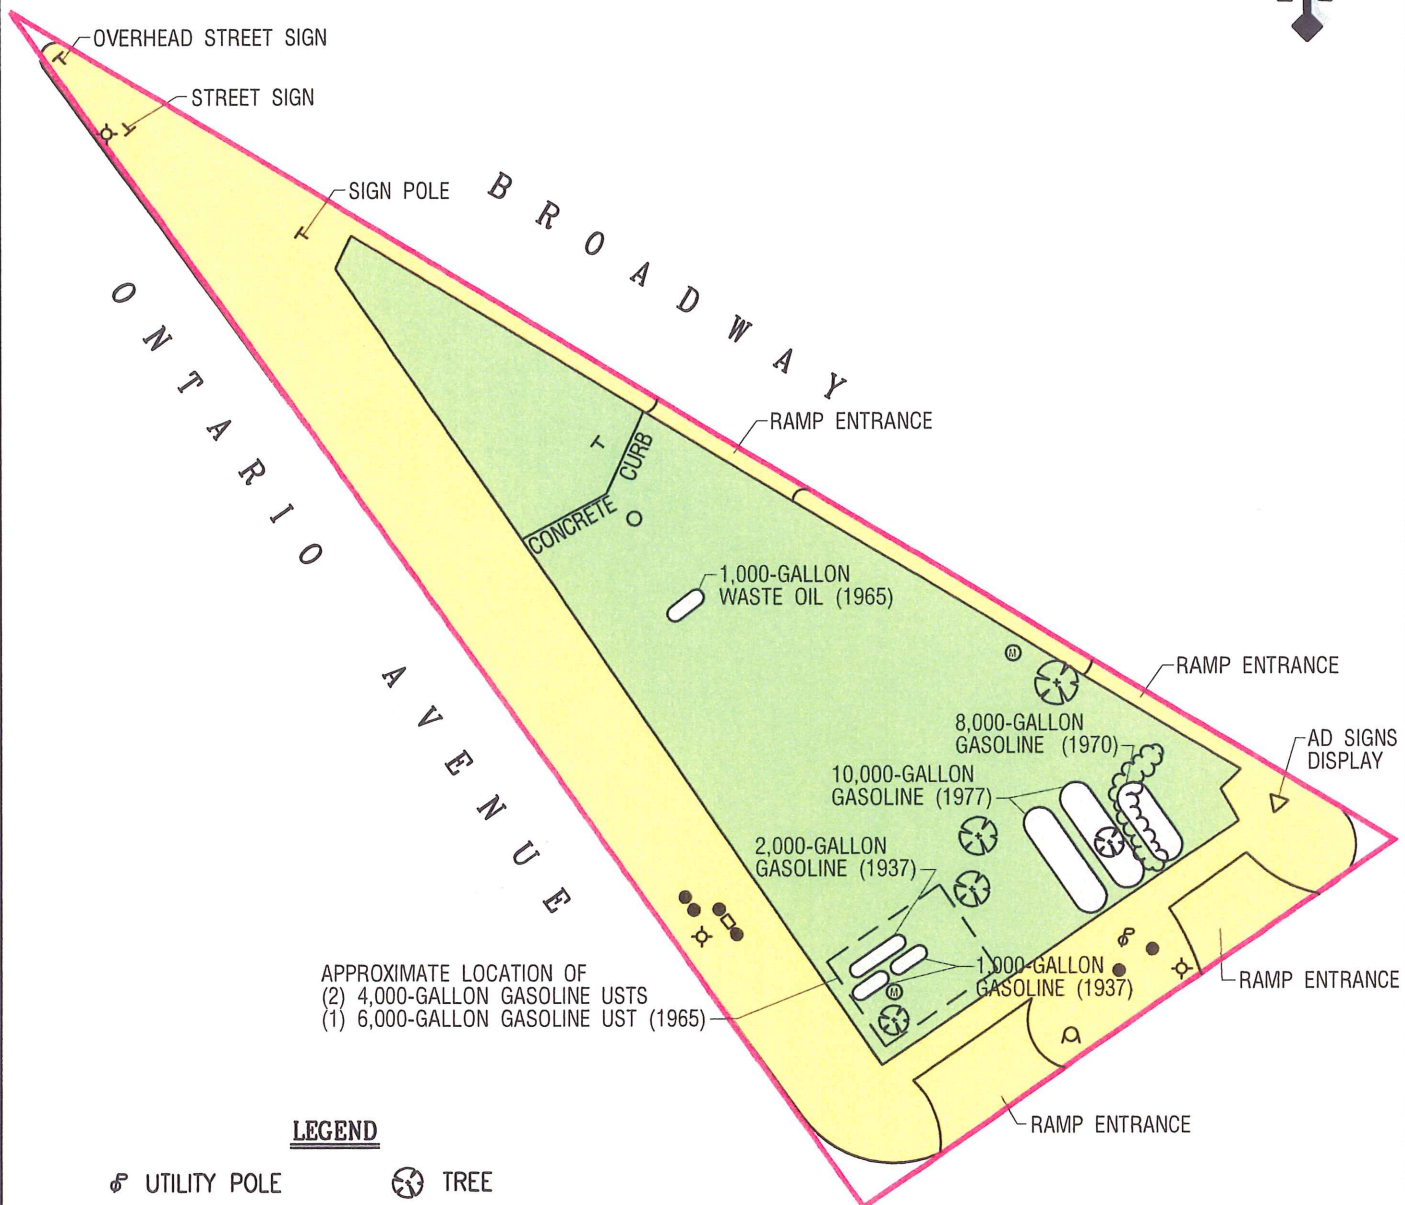 OVERHEAD STREET SIGN
STREET SIGN
SIGN POLE
BROADWAY
ONTARIO AVENUE
RAMP ENTRANCE
CONCRETE CURB
1,000-GALLON
WASTE OIL (1965)
M
RAMP ENTRANCE
8,000-GALLON
GASOLINE (1970)
AD SIGNS
DISPLAY
10,000-GALLON
GASOLINE (1977)
2,000-GALLON
GASOLINE (1937)
1,000-GALLON
GASOLINE (1937)
M
APPROXIMATE LOCATION OF
(2) 4,000-GALLON GASOLINE USTS
(1) 6,000-GALLON GASOLINE UST (1965)
RAMP ENTRANCE
RAMP ENTRANCE
LEGEND
UTILITY POLE
TREE